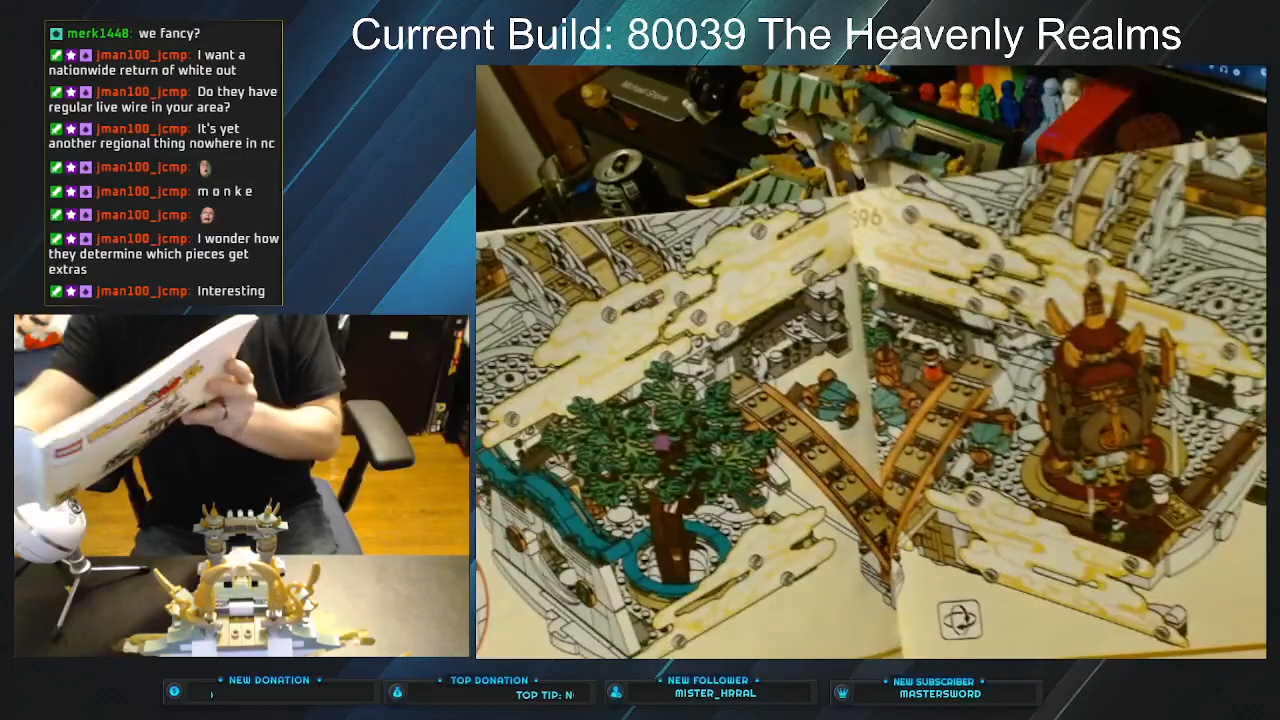 Current Build: 80039 The Heavenly Realms
merk1448: we fancy?
jman100_jcmp: I want a
nationwide return of white out
jman100_jcmp: Do they have
regular live wire in your area?
jman100_jcmp: It's yet
another regional thing nowhere in nc
jman100_jcmp:
jman100_jcmp: m o n k e
jman100_jcmp:
jman100_jcmp: I wonder how
they determine which pieces get
extras
jman100_jcmp: Interesting
596
LEGO
NEW DONATION
TOP DONATION
TOP TIP: N
NEW FOLLOWER
MISTER_HRRAL
NEW SUBSCRIBER
MASTERSWORD